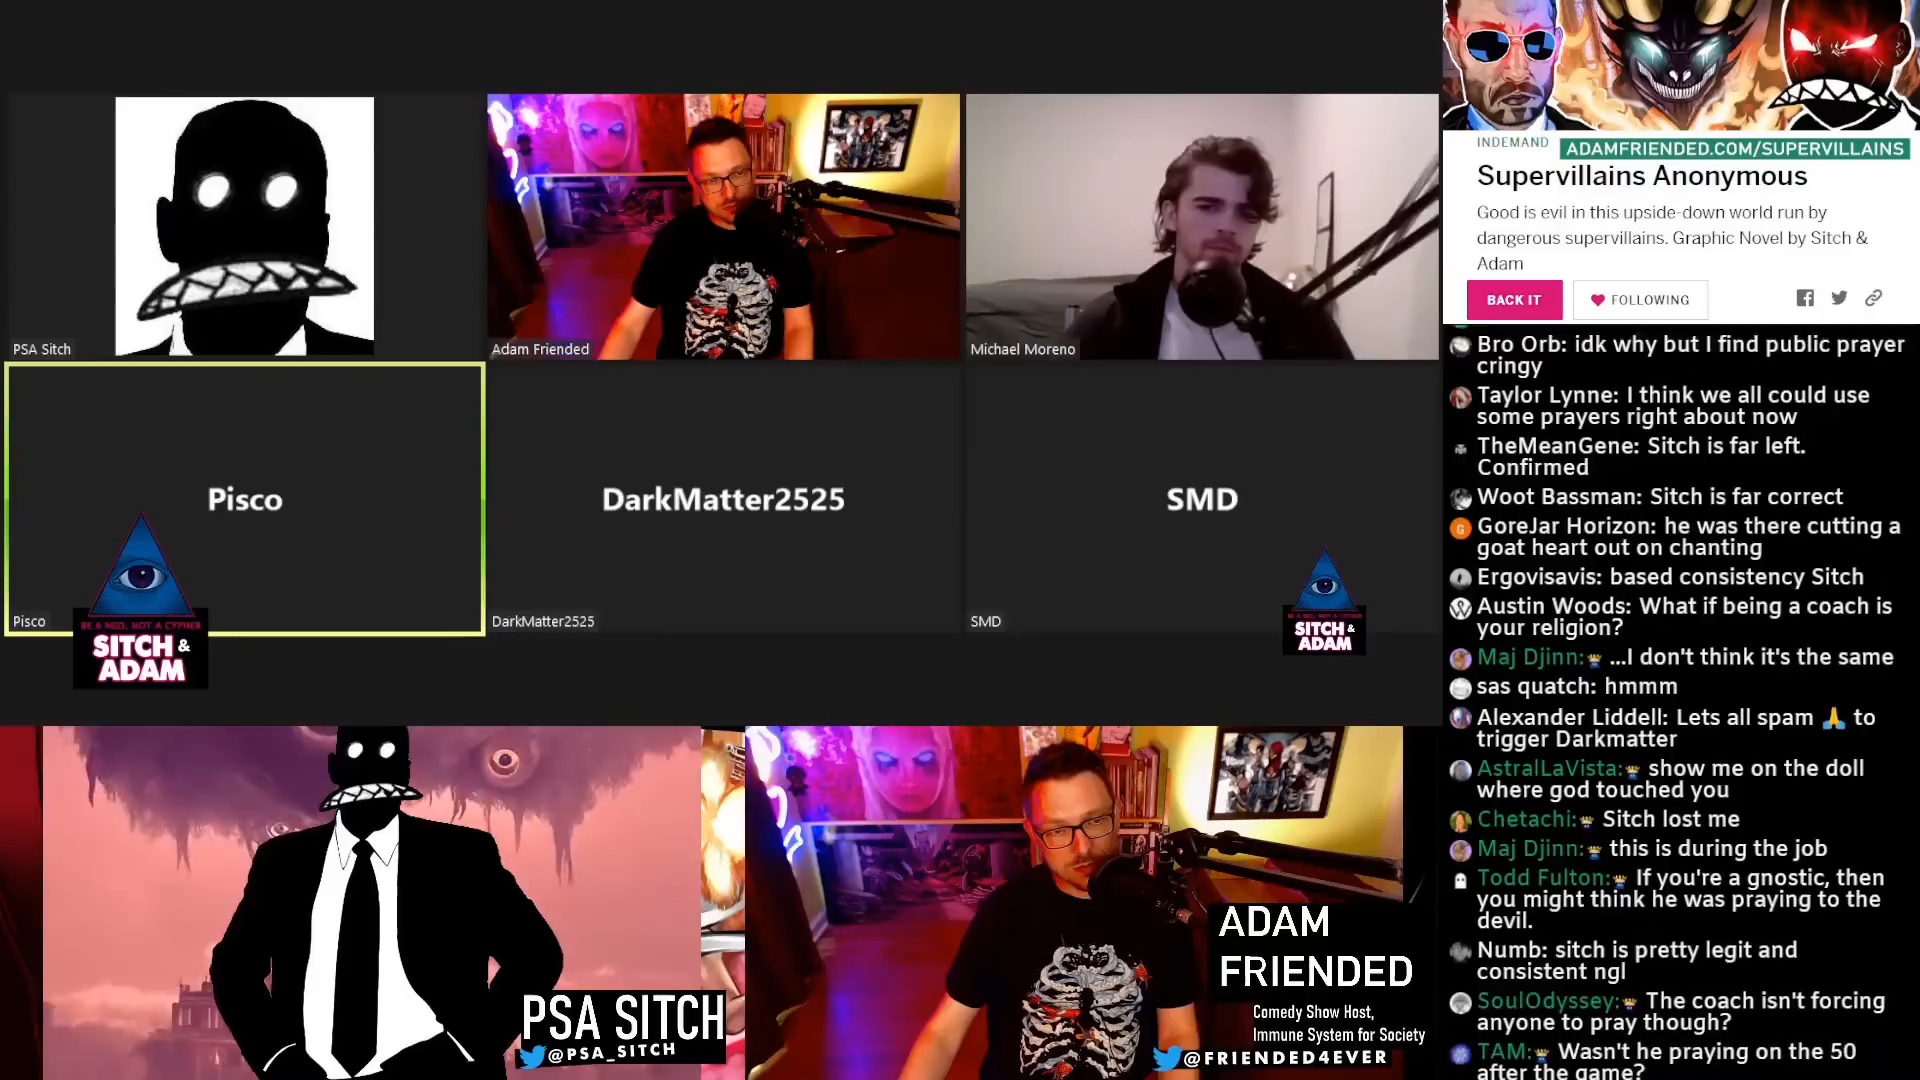 PSA Sitch
Adam Friended
Michael Moreno
Pisco
DarkMatter2525
SMD
Pisco
DarkMatter2525
SMD
BE A NEO, NOT A CYPHER
SITCH &
ADAM
SITCH &
ADAM
PSA SITCH
@PSA_SITCH
ADAM
FRIENDED
Comedy Show Host,
Immune System for Society
@FRIENDED4EVER
INDEMAND
ADAMFRIENDED.COM/SUPERVILLAINS
Supervillains Anonymous
Good is evil in this upside-down world run by
dangerous supervillains. Graphic Novel by Sitch &
Adam
BACK IT
FOLLOWING
Bro Orb: idk why but I find public prayer
cringy
Taylor Lynne: I think we all could use
some prayers right about now
TheMeanGene: Sitch is far left.
Confirmed
Woot Bassman: Sitch is far correct
GoreJar Horizon: he was there cutting a
goat heart out on chanting
Ergovisavis: based consistency Sitch
Austin Woods: What if being a coach is
your religion?
Maj Djinn: ...I don't think it's the same
sas quatch: hmmm
Alexander Liddell: Lets all spam 🙏 to
trigger Darkmatter
AstralLaVista: show me on the doll
where god touched you
Chetachi: Sitch lost me
Maj Djinn: this is during the job
Todd Fulton: If you're a gnostic, then
you might think he was praying to the
devil.
Numb: sitch is pretty legit and
consistent ngl
SoulOdyssey: The coach isn't forcing
anyone to pray though?
TAM: Wasn't he praying on the 50
after the game?